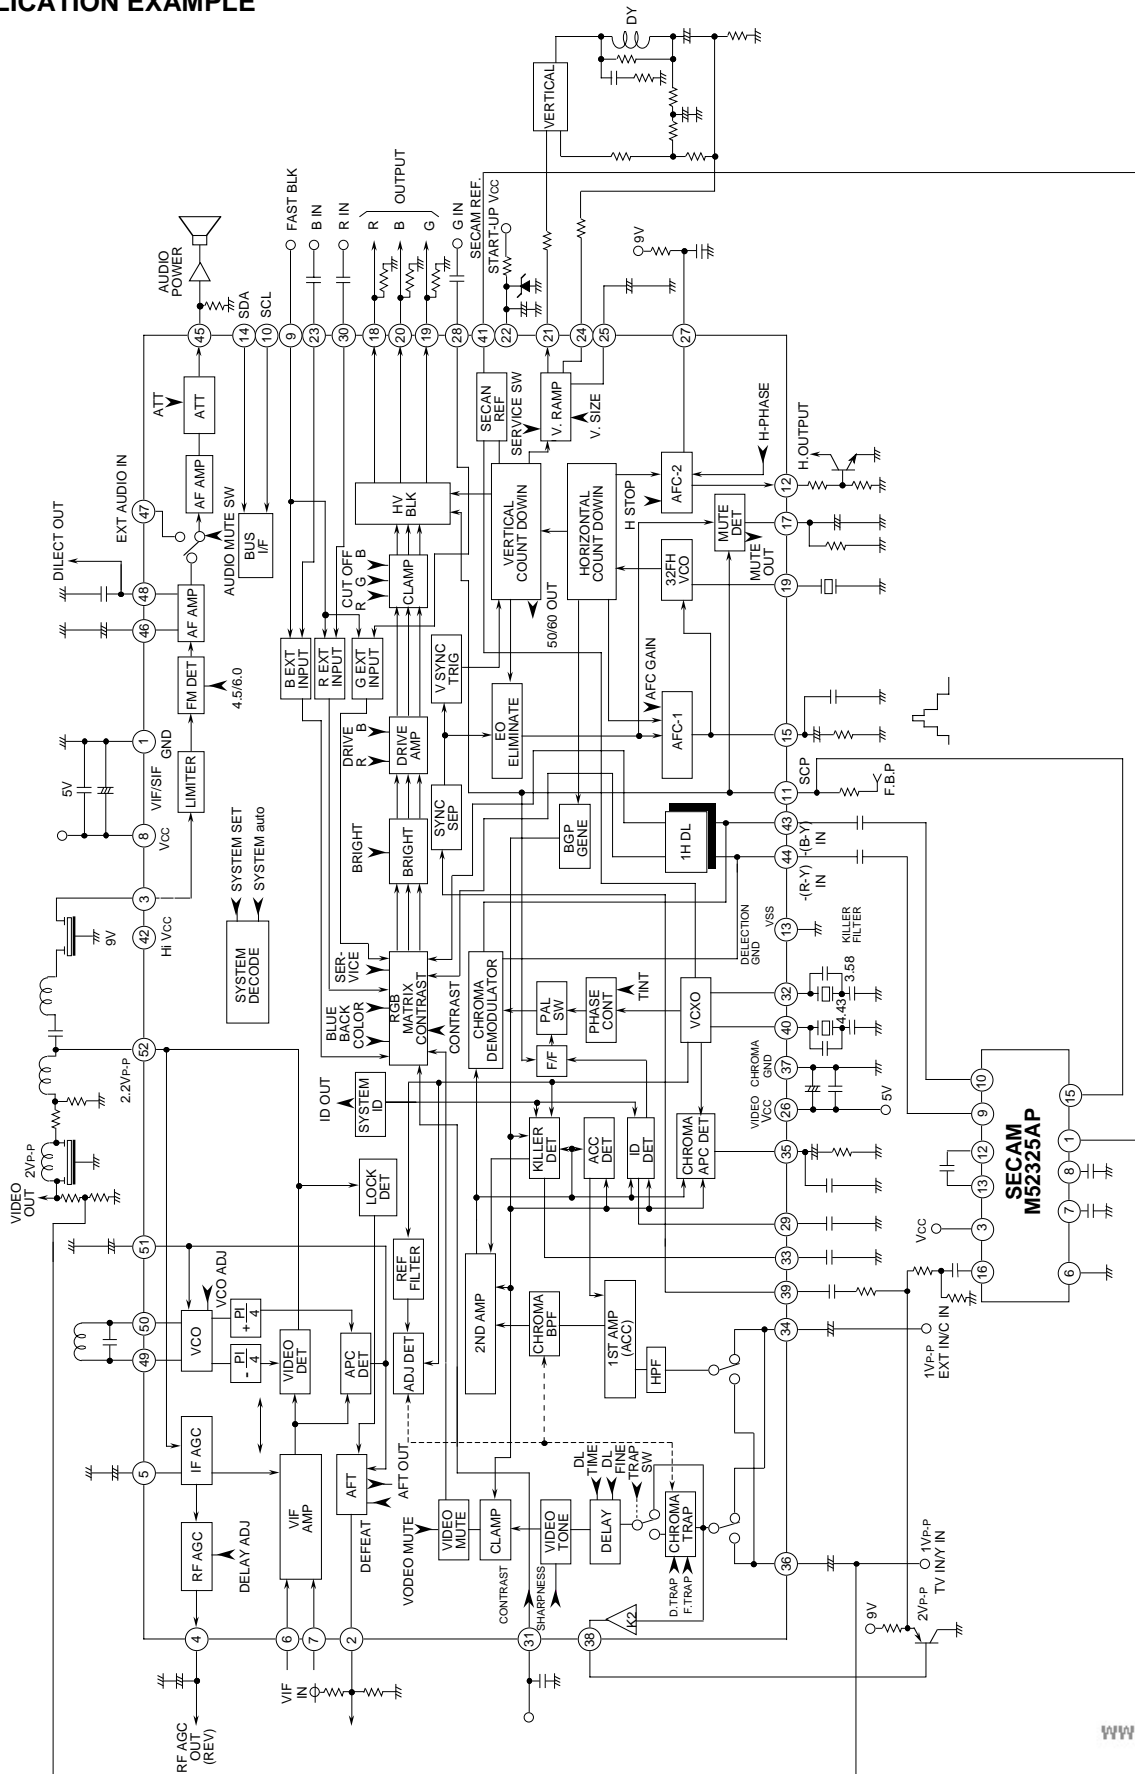 LICATION EXAMPLE
DY
VERTICAL
AUDIO
POWER
FAST BLK
B IN
R IN
OUTPUT
R
B
G
G IN
SECAM REF.
START-UP Vcc
9V
SDA
SCL
45
14
10
9
23
30
18
20
19
28
41
22
21
24
25
27
DILECT OUT
EXT AUDIO IN
47
ATT
ATT
AF AMP
AUDIO MUTE SW
BUS
I/F
48
46
AF AMP
FM DET
4.5/6.0
LIMITER
1
GND
5V
VIF/SIF
8
Vcc
3
42
Hi Vcc
9V
SYSTEM SET
SYSTEM auto
SYSTEM
DECODE
HV
BLK
CUT OFF
R G B
CLAMP
B EXT
INPUT
R EXT
INPUT
G EXT
INPUT
DRIVE
R B
DRIVE
AMP
BRIGHT
BRIGHT
SER-
VICE
BLUE
BACK
COLOR
RGB
MATRIX
CONTRAST
CONTRAST
SECAN
REF
SERVICE SW
V. RAMP
V. SIZE
VERTICAL
COUNT DOWN
50/60 OUT
HORIZONTAL
COUNT DOWN
H STOP
AFC-2
H-PHASE
H.OUTPUT
12
17
19
15
11
43
44
13
32
40
37
26
35
29
33
39
34
36
MUTE
DET
MUTE
OUT
32FH
VCO
V SYNC
TRIG
EO
ELIMINATE
AFC GAIN
AFC-1
SYNC
SEP
BGP
GENE
1H DL
SCP
F.B.P
-(B-Y)
IN
-(R-Y)
IN
VSS
DELECTION
GND
KILLER
FILTER
3.58
4.43
CHROMA
DEMODULATOR
PAL
SW
PHASE
CONT
TINT
VCXO
F/F
VIDEO CHROMA
VCC GND
5V
ID OUT
SYSTEM
ID
KILLER
DET
ACC
DET
ID
DET
CHROMA
APC DET
52
2.2VP-P
2VP-P
VIDEO
OUT
LOCK
DET
REF
FILTER
ADJ DET
2ND AMP
CHROMA
BPF
1ST AMP
(ACC)
HPF
51
50
49
VCO
VCO ADJ
+ PI/4
- PI/4
VIDEO
DET
APC
DET
5
IF AGC
RF AGC
DELAY ADJ
VIF
AMP
AFT
AFT OUT
DEFEAT
VODEO MUTE
VIDEO
MUTE
CLAMP
VIDEO
TONE
DELAY
DL
TIME
DL
FINE
TRAP
SW
CHROMA
TRAP
D.TRAP
F.TRAP
CONTRAST
SHARPNESS
K2
4
6
7
2
31
38
RF AGC
OUT
(REV)
VIF
IN
1VP-P
EXT IN/C IN
1VP-P
TV IN/Y IN
9V
2VP-P
SECAM
M52325AP
10
9
12
13
3
16
15
1
8
7
6
Vcc